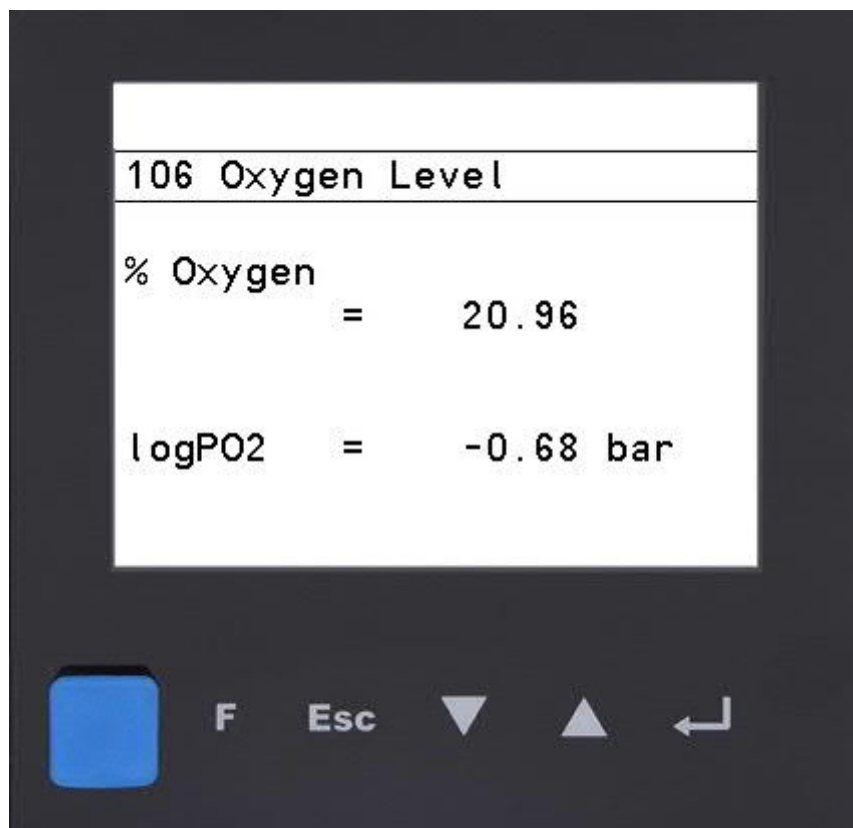 106 Oxygen Level
% Oxygen
= 20.96
logPO2 = -0.68 bar
F Esc